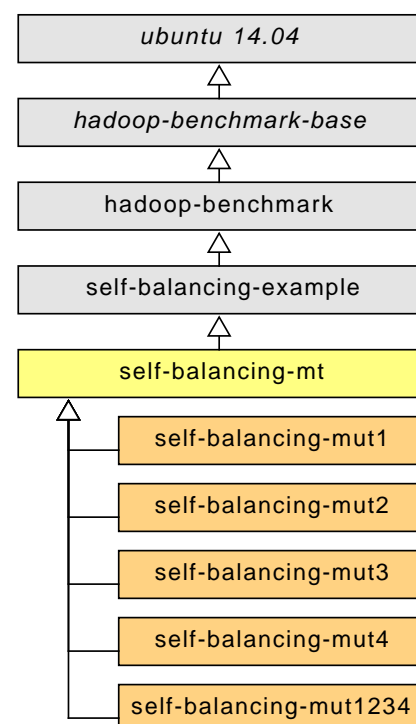 ubuntu 14.04
hadoop-benchmark-base
hadoop-benchmark
self-balancing-example
self-balancing-mt
self-balancing-mut1
self-balancing-mut2
self-balancing-mut3
self-balancing-mut4
self-balancing-mut1234